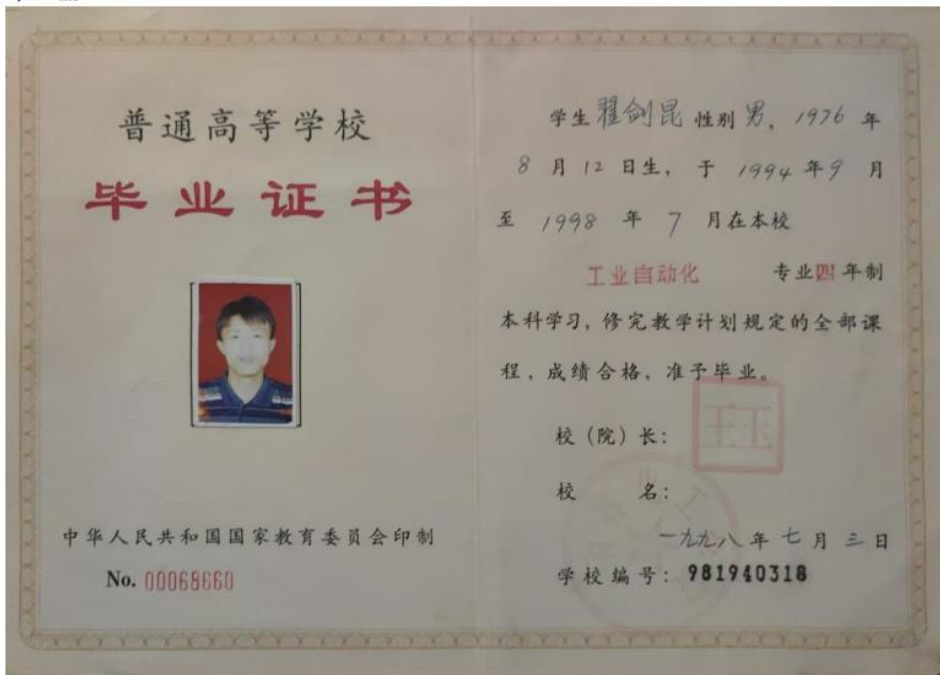 普通高等学校
毕业证书
中华人民共和国国家教育委员会印制
No. 00068660
学生 翟剑昆 性别 男、1976 年
8 月 12 日生，于 1994 年 9 月
至 1998 年 7 月在本校
工业自动化 专业四年制
本科学习，修完教学计划规定的全部课
程，成绩合格，准予毕业。
校（院）长：
校 名：
一九九八年七月三日
学校编号：981940318